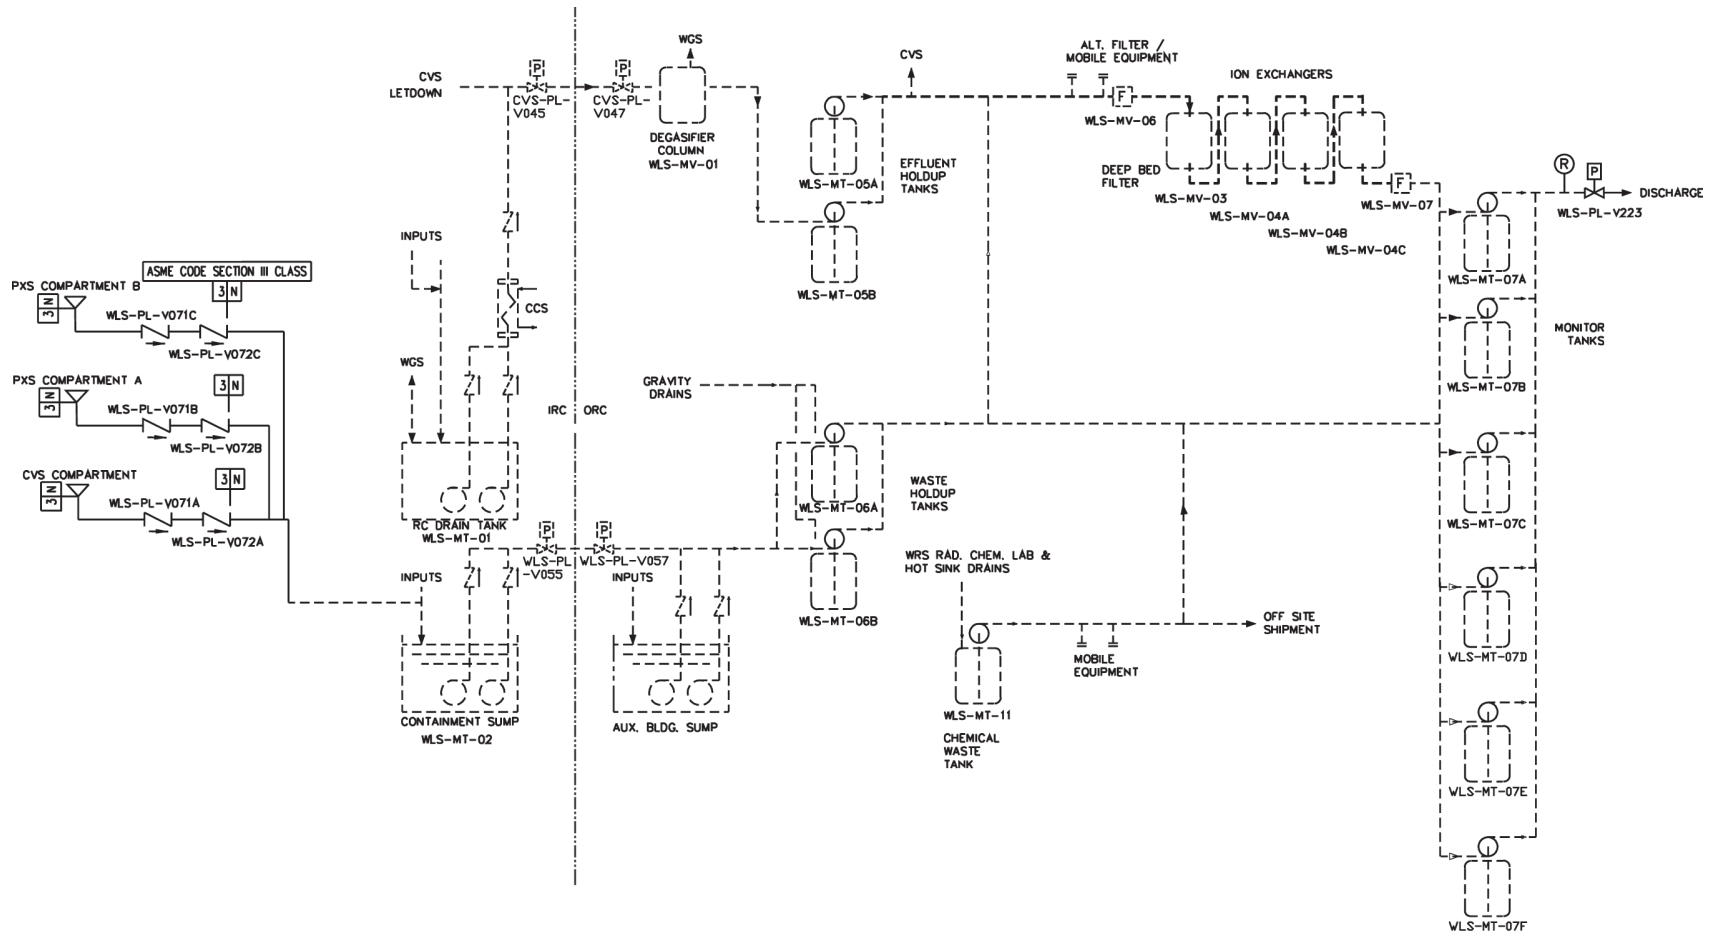 WGS
CVS
LETDOWN
P
CVS-PL-
V045
P
CVS-PL-
V047
DEGASIFIER
COLUMN
WLS-MV-01
CVS
ALT. FILTER /
MOBILE EQUIPMENT
F
WLS-MV-06
ION EXCHANGERS
WLS-MT-05A
EFFLUENT
HOLDUP
TANKS
DEEP BED
FILTER
WLS-MV-03
WLS-MV-04A
WLS-MV-04B
WLS-MV-04C
F
WLS-MV-07
R
P
DISCHARGE
WLS-PL-V223
WLS-MT-05B
WLS-MT-07A
INPUTS
ASME CODE SECTION III CLASS
3 N
PXS COMPARTMENT B
3 N
WLS-PL-V071C
WLS-PL-V072C
CCS
WLS-MT-07B
MONITOR
TANKS
WGS
PXS COMPARTMENT A
3 N
3 N
WLS-PL-V071B
WLS-PL-V072B
GRAVITY
DRAINS
IRC
ORC
CVS COMPARTMENT
3 N
3 N
WLS-PL-V071A
WLS-PL-V072A
RC DRAIN TANK
WLS-MT-01
WLS-MT-06A
WASTE
HOLDUP
TANKS
WLS-MT-07C
P
WLS-PL
-V055
P
WLS-PL-V057
INPUTS
INPUTS
WLS-MT-06B
WRS RAD. CHEM. LAB &
HOT SINK DRAINS
OFF SITE
SHIPMENT
MOBILE
EQUIPMENT
WLS-MT-07D
CONTAINMENT SUMP
WLS-MT-02
AUX. BLDG. SUMP
WLS-MT-11
CHEMICAL
WASTE
TANK
WLS-MT-07E
WLS-MT-07F